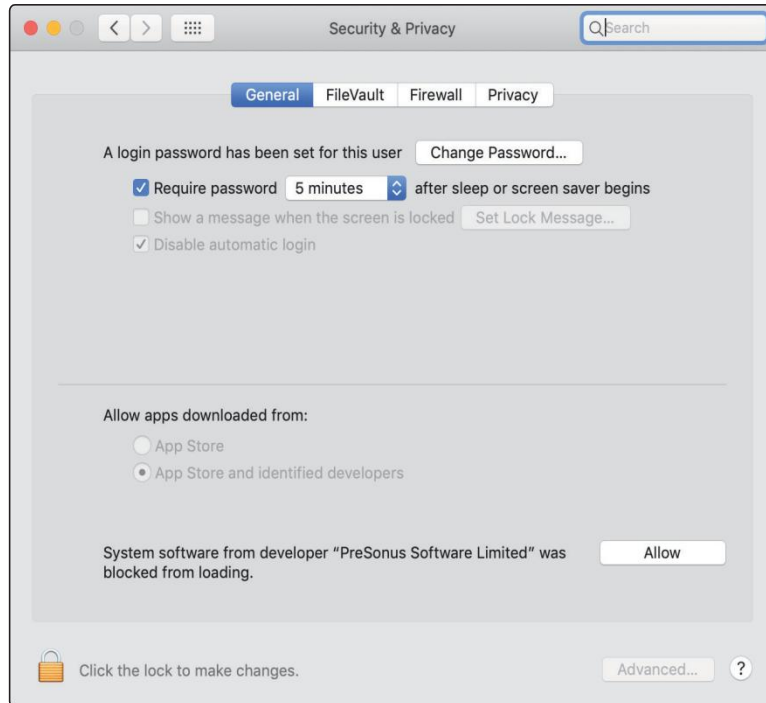 Security & Privacy
Search
General FileVault Firewall Privacy
A login password has been set for this user Change Password...
Require password 5 minutes after sleep or screen saver begins
Show a message when the screen is locked Set Lock Message...
Disable automatic login
Allow apps downloaded from:
App Store
App Store and identified developers
System software from developer “PreSonus Software Limited” was Allow
blocked from loading.
Click the lock to make changes. Advanced... ?